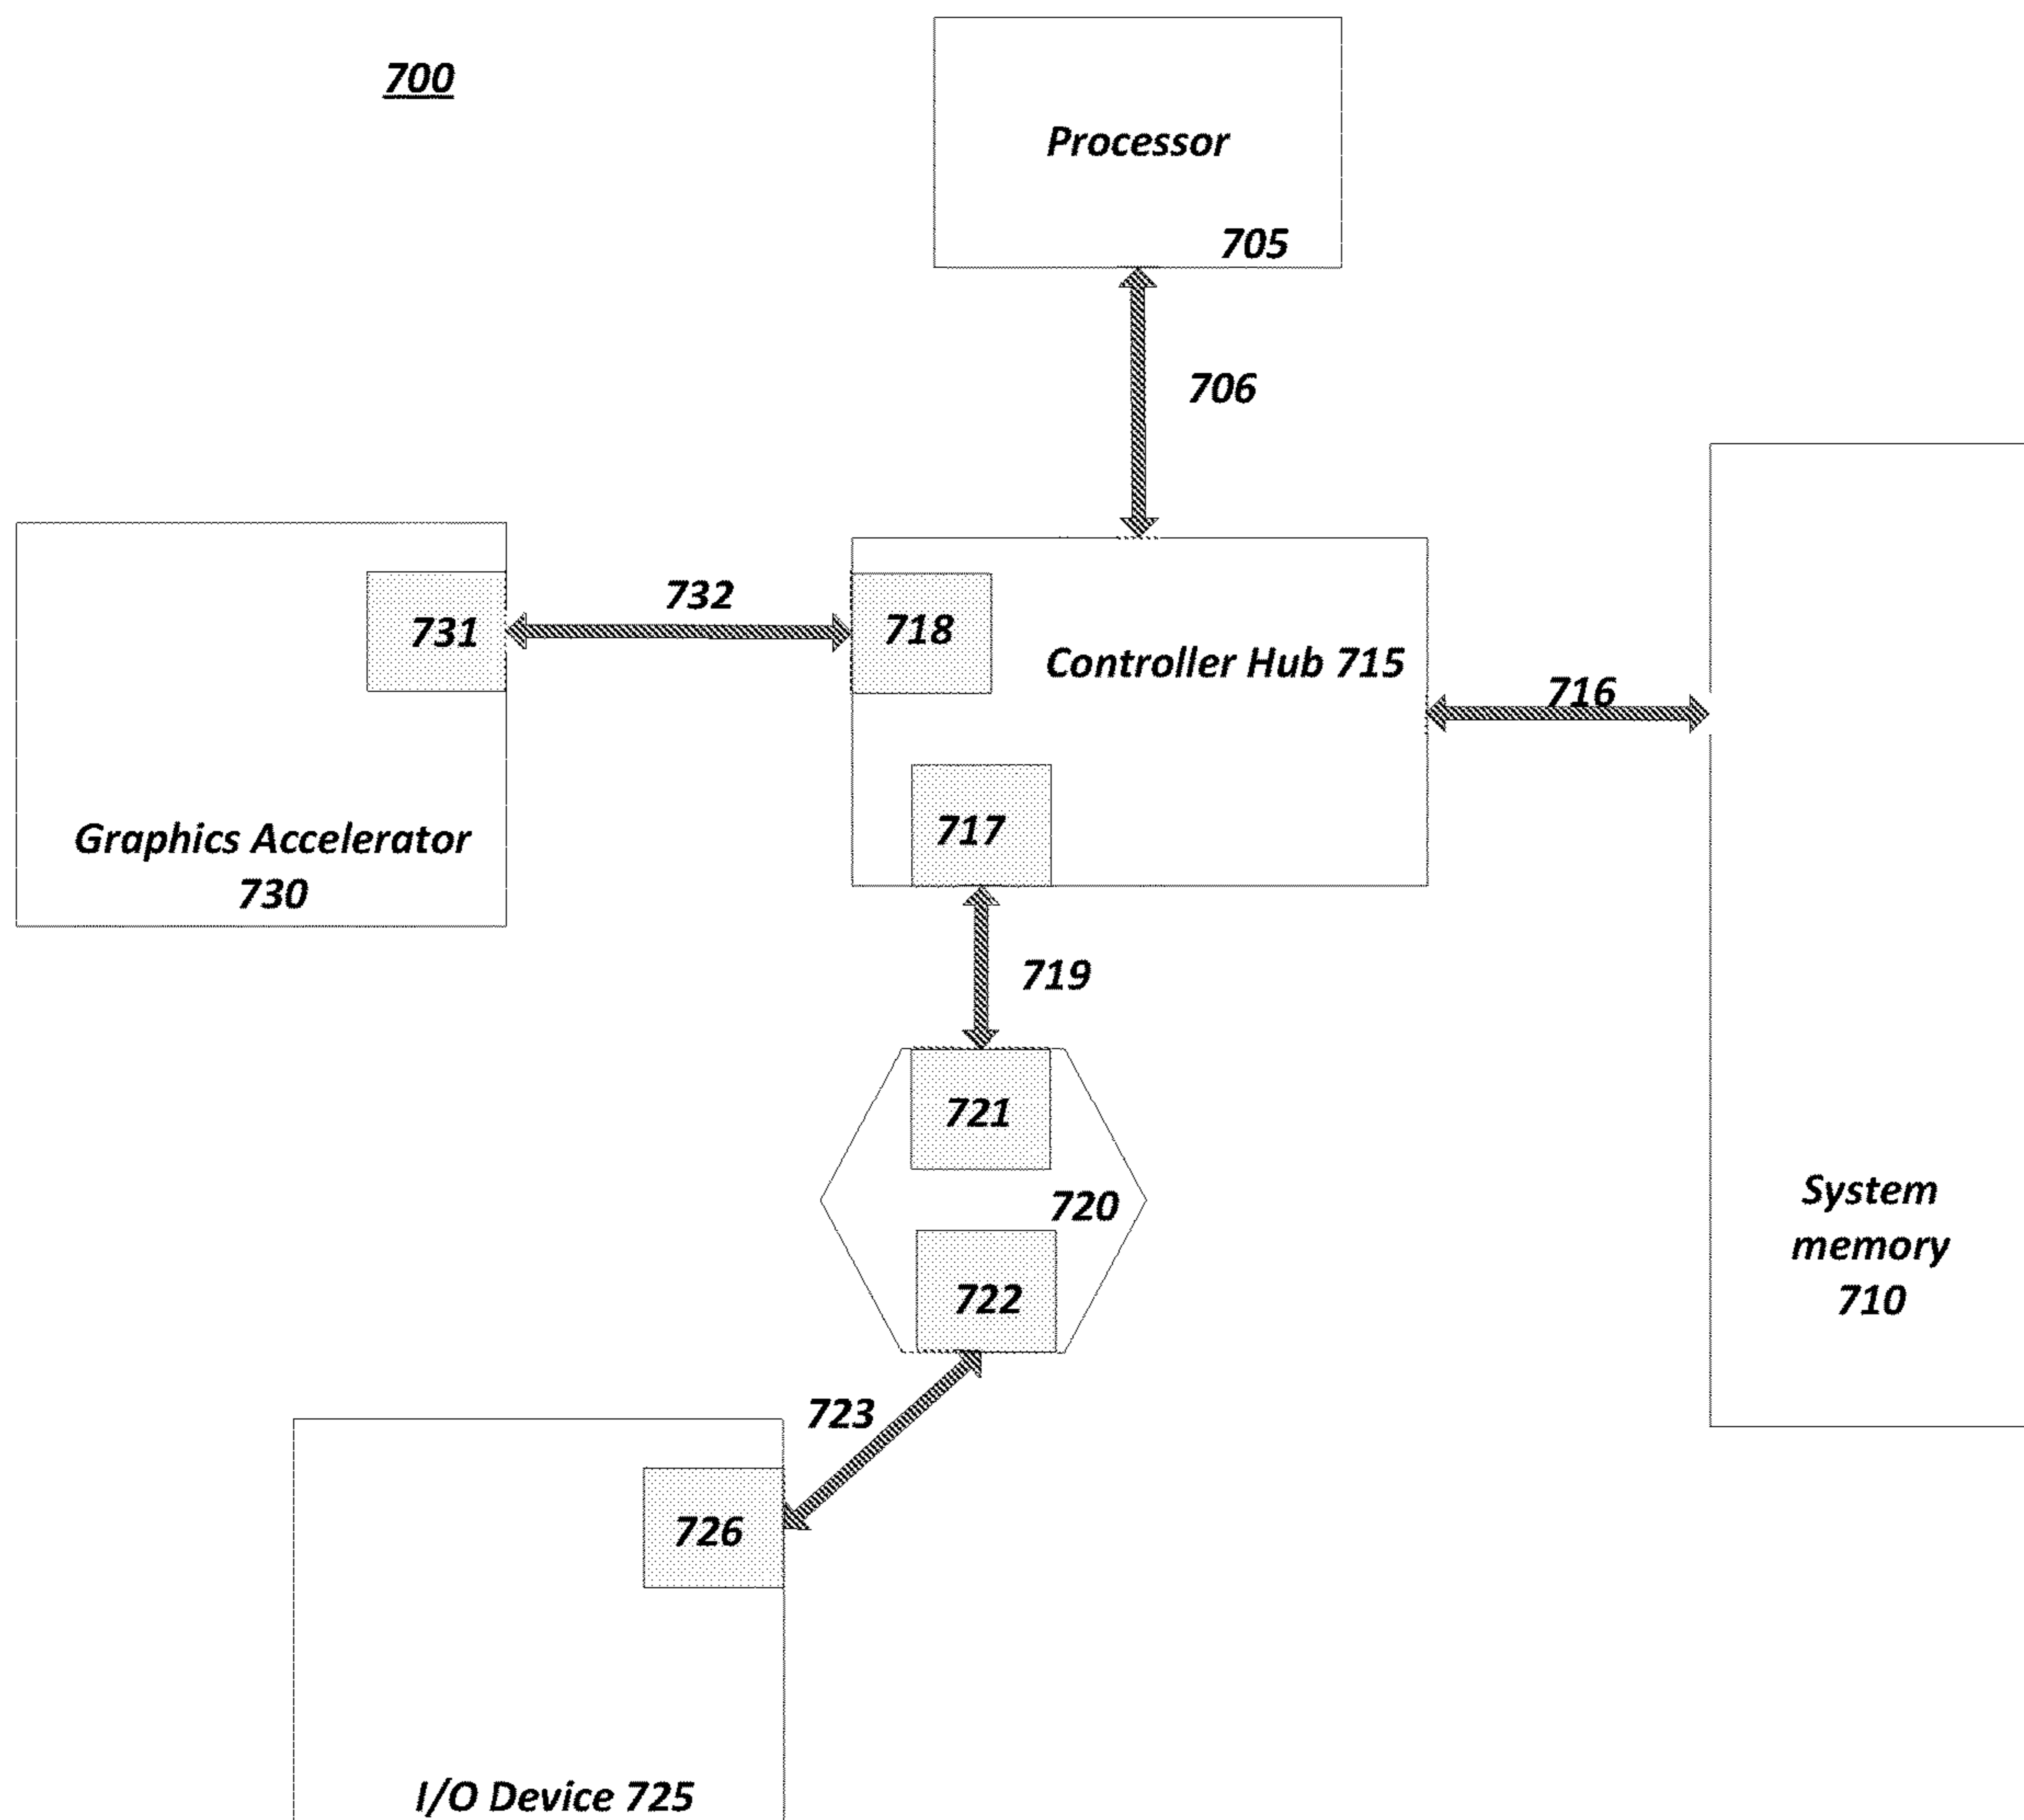 700
Processor
705
706
732
731
718
Controller Hub 715
716
717
Graphics Accelerator
730
719
721
720
722
System
memory
710
723
726
I/O Device 725